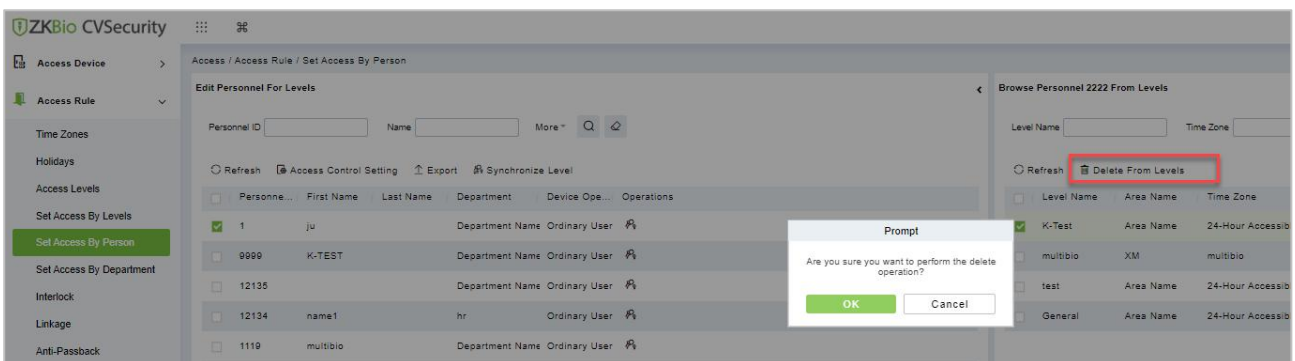 ZKBio CVSecurity
Access Device
Access Rule
Time Zones
Holidays
Access Levels
Set Access By Levels
Set Access By Person
Set Access By Department
Interlock
Linkage
Anti-Passback
Access / Access Rule / Set Access By Person
Edit Personnel For Levels
Personnel ID Name More
Refresh Access Control Setting Export Synchronize Level
Personne... First Name Last Name Department Device Ope... Operations
1 ju Department Name Ordinary User
9999 K-TEST Department Name Ordinary User
12135 Department Name Ordinary User
12134 name1 hr Ordinary User
1119 multibio Department Name Ordinary User
Prompt
Are you sure you want to perform the delete
operation?
OK Cancel
Browse Personnel 2222 From Levels
Level Name Time Zone
Refresh Delete From Levels
Level Name Area Name Time Zone
K-Test Area Name 24-Hour Accessib
multibio XM multibio
test Area Name 24-Hour Accessib
General Area Name 24-Hour Accessib